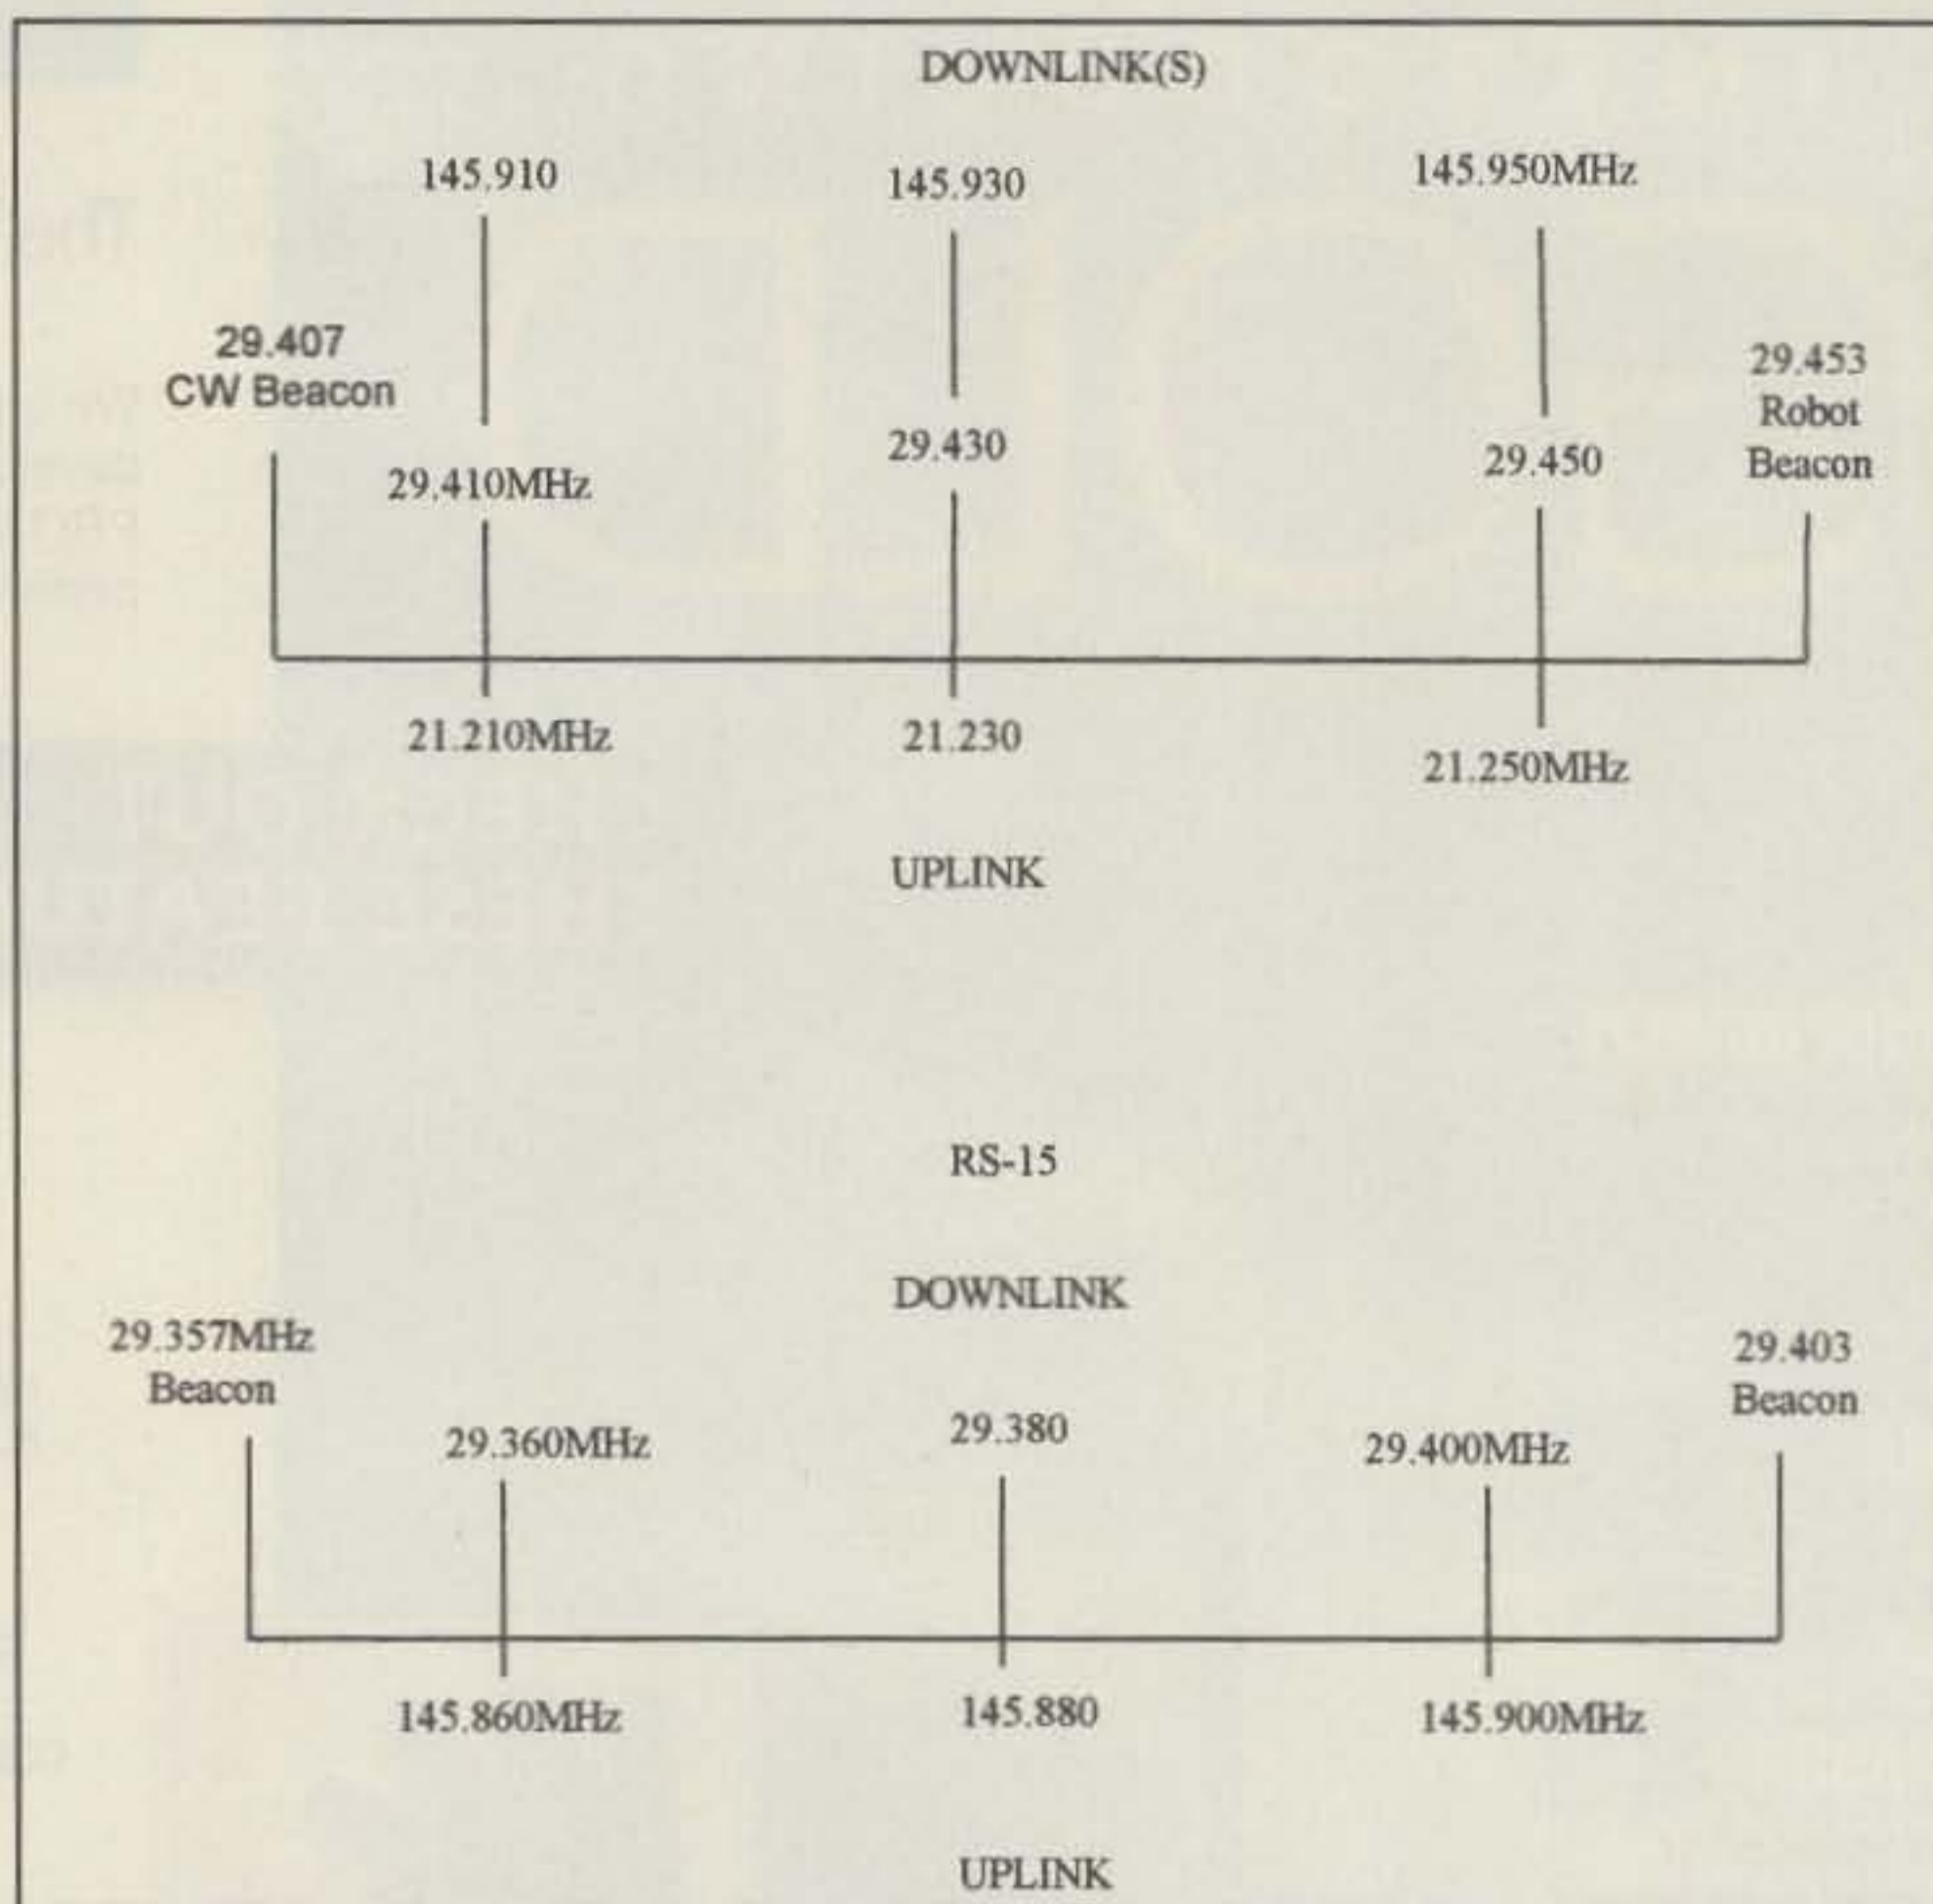 DOWNLINK(S)
145.910
145.930
145.950MHz
29.407
CW Beacon
29.410MHz
29.430
29.450
29.453
Robot
Beacon
21.210MHz
21.230
21.250MHz
UPLINK
RS-15
DOWNLINK
29.357MHz
Beacon
29.360MHz
29.380
29.400MHz
29.403
Beacon
145.860MHz
145.880
145.900MHz
UPLINK